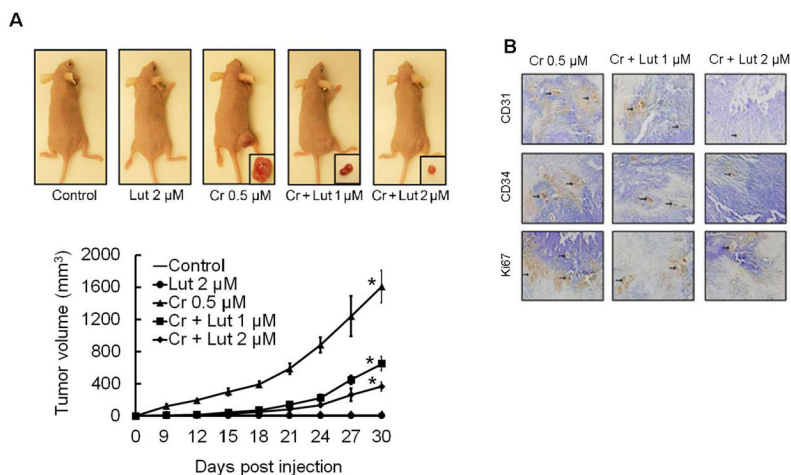 A
Control
Lut 2 µM
Cr 0.5 µM
Cr + Lut 1 µM
Cr + Lut 2 µM
Tumor volume (mm³)
2000
1600
1200
800
400
0
Control
Lut 2 µM
Cr 0.5 µM
Cr + Lut 1 µM
Cr + Lut 2 µM
*
*
*
0 9 12 15 18 21 24 27 30
Days post injection
B
Cr 0.5 µM
Cr + Lut 1 µM
Cr + Lut 2 µM
CD31
CD34
Ki67